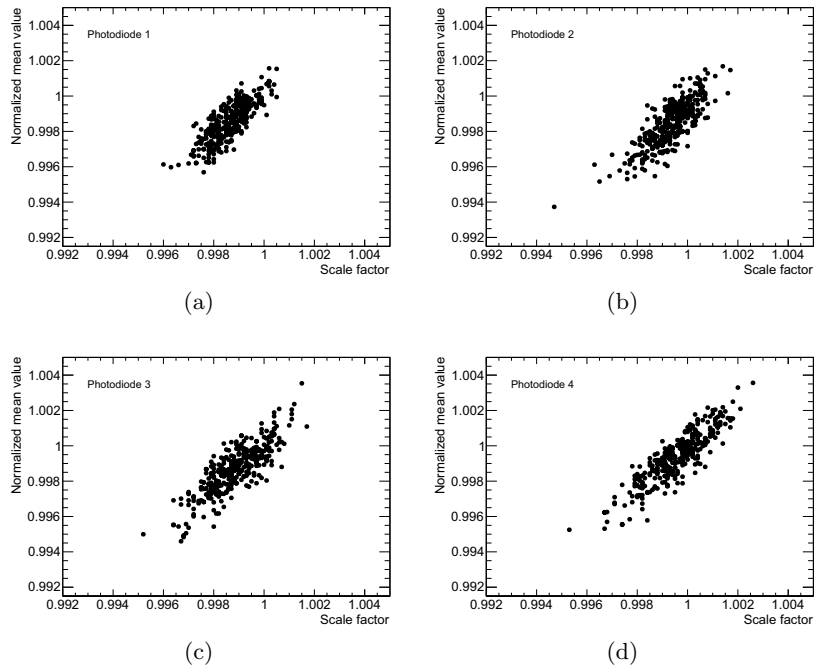 Normalized mean value
1.004
1.002
1
0.998
0.996
0.994
0.992
Photodiode 1
0.992 0.994 0.996 0.998 1 1.002 1.004
Scale factor
(a)
Normalized mean value
1.004
1.002
1
0.998
0.996
0.994
0.992
Photodiode 2
0.992 0.994 0.996 0.998 1 1.002 1.004
Scale factor
(b)
Normalized mean value
1.004
1.002
1
0.998
0.996
0.994
0.992
Photodiode 3
0.992 0.994 0.996 0.998 1 1.002 1.004
Scale factor
(c)
Normalized mean value
1.004
1.002
1
0.998
0.996
0.994
0.992
Photodiode 4
0.992 0.994 0.996 0.998 1 1.002 1.004
Scale factor
(d)